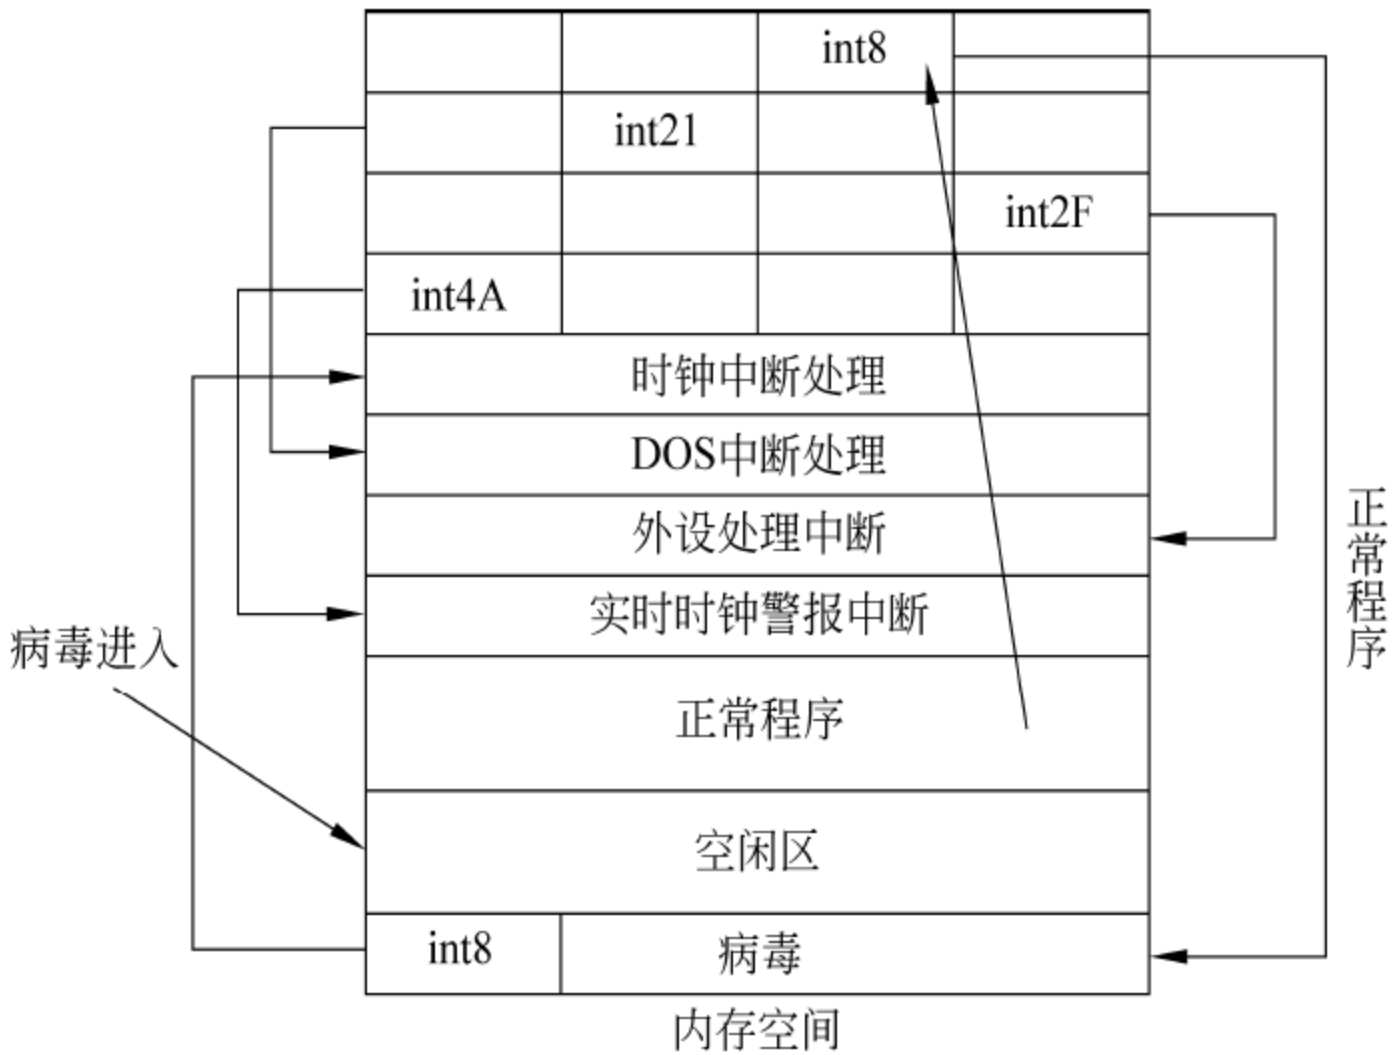 int8
int21
int2F
int4A
时钟中断处理
DOS中断处理
外设处理中断
实时时钟警报中断
病毒进入
正常程序
正常程序
空闲区
int8
病毒
内存空间